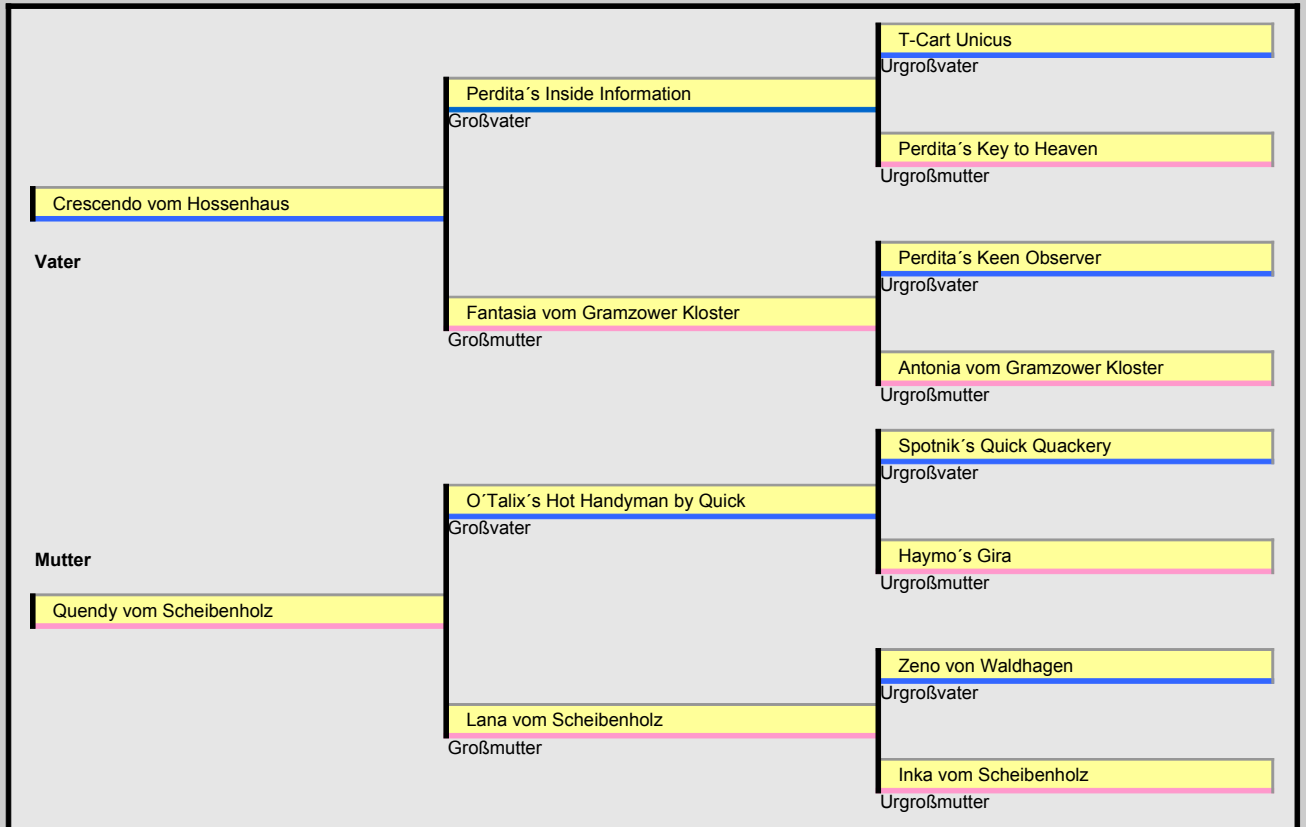 T-Cart Unicus
Urgroßvater
Perdita´s Inside Information
Großvater
Perdita´s Key to Heaven
Urgroßmutter
Crescendo vom Hossenhaus
Vater
Perdita´s Keen Observer
Urgroßvater
Fantasia vom Gramzower Kloster
Großmutter
Antonia vom Gramzower Kloster
Urgroßmutter
Spotnik´s Quick Quackery
Urgroßvater
O´Talix´s Hot Handyman by Quick
Großvater
Haymo´s Gira
Urgroßmutter
Mutter
Quendy vom Scheibenholz
Zeno von Waldhagen
Urgroßvater
Lana vom Scheibenholz
Großmutter
Inka vom Scheibenholz
Urgroßmutter